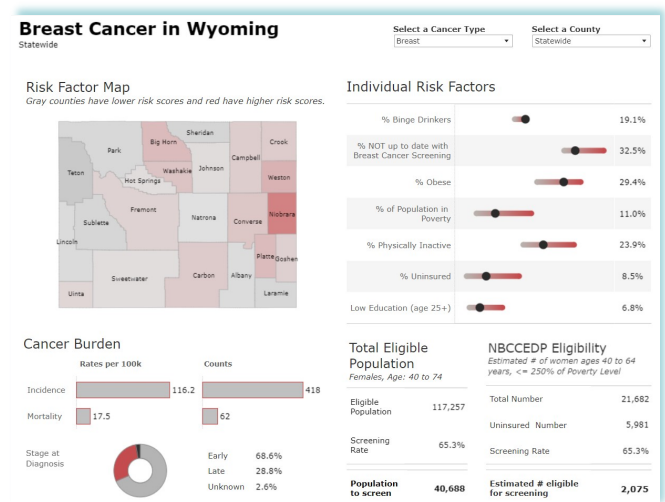 Breast Cancer in Wyoming
Statewide
Select a Cancer Type
Breast
Select a County
Statewide
Risk Factor Map
Gray counties have lower risk scores and red have higher risk scores.
Sheridan
Big Horn
Park
Crook
Campbell
Teton
Washakie
Johnson
Hot Springs
Weston
Fremont
Natrona
Converse
Niobrara
Sublette
Lincoln
Platte
Goshen
Sweetwater
Carbon
Albany
Uinta
Laramie
Individual Risk Factors
% Binge Drinkers 19.1%
% NOT up to date with
Breast Cancer Screening 32.5%
% Obese 29.4%
% of Population in
Poverty 11.0%
% Physically Inactive 23.9%
% Uninsured 8.5%
Low Education (age 25+) 6.8%
Cancer Burden
Rates per 100k Counts
Incidence 116.2 418
Mortality 17.5 62
Stage at
Diagnosis
Early 68.6%
Late 28.8%
Unknown 2.6%
Total Eligible
Population
Females, Age: 40 to 74
Eligible
Population 117,257
Screening
Rate 65.3%
Population
to screen 40,688
NBCCEDP Eligibility
Estimated # of women ages 40 to 64
years, <= 250% of Poverty Level
Total Number 21,682
Uninsured Number 5,981
Screening Rate 65.3%
Estimated # eligible
for screening 2,075